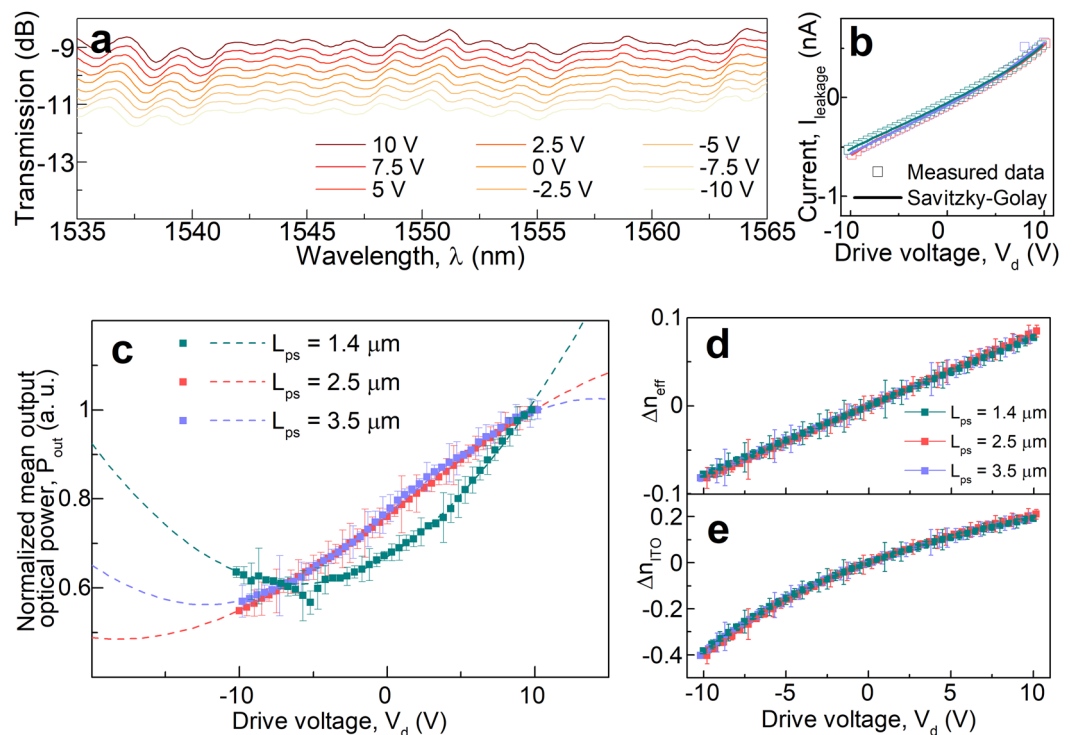 a
Transmission (dB)
-9
-11
-13
-15
10 V
7.5 V
5 V
2.5 V
0 V
-2.5 V
-5 V
-7.5 V
-10 V
1535
1540
1545
1550
1555
1560
1565
Wavelength, λ (nm)
b
Current, I_leakage (nA)
0
-1
Measured data
Savitzky-Golay
-10
0
10
Drive voltage, V_d (V)
c
Normalized mean output
optical power, P_out (a. u.)
1
0.8
0.6
L_ps = 1.4 μm
L_ps = 2.5 μm
L_ps = 3.5 μm
-10
0
10
Drive voltage, V_d (V)
d
Δn_eff
0.1
0
-0.1
L_ps = 1.4 μm
L_ps = 2.5 μm
L_ps = 3.5 μm
e
Δn_ITO
0.2
0
-0.2
-0.4
-10
-5
0
5
10
Drive voltage, V_d (V)